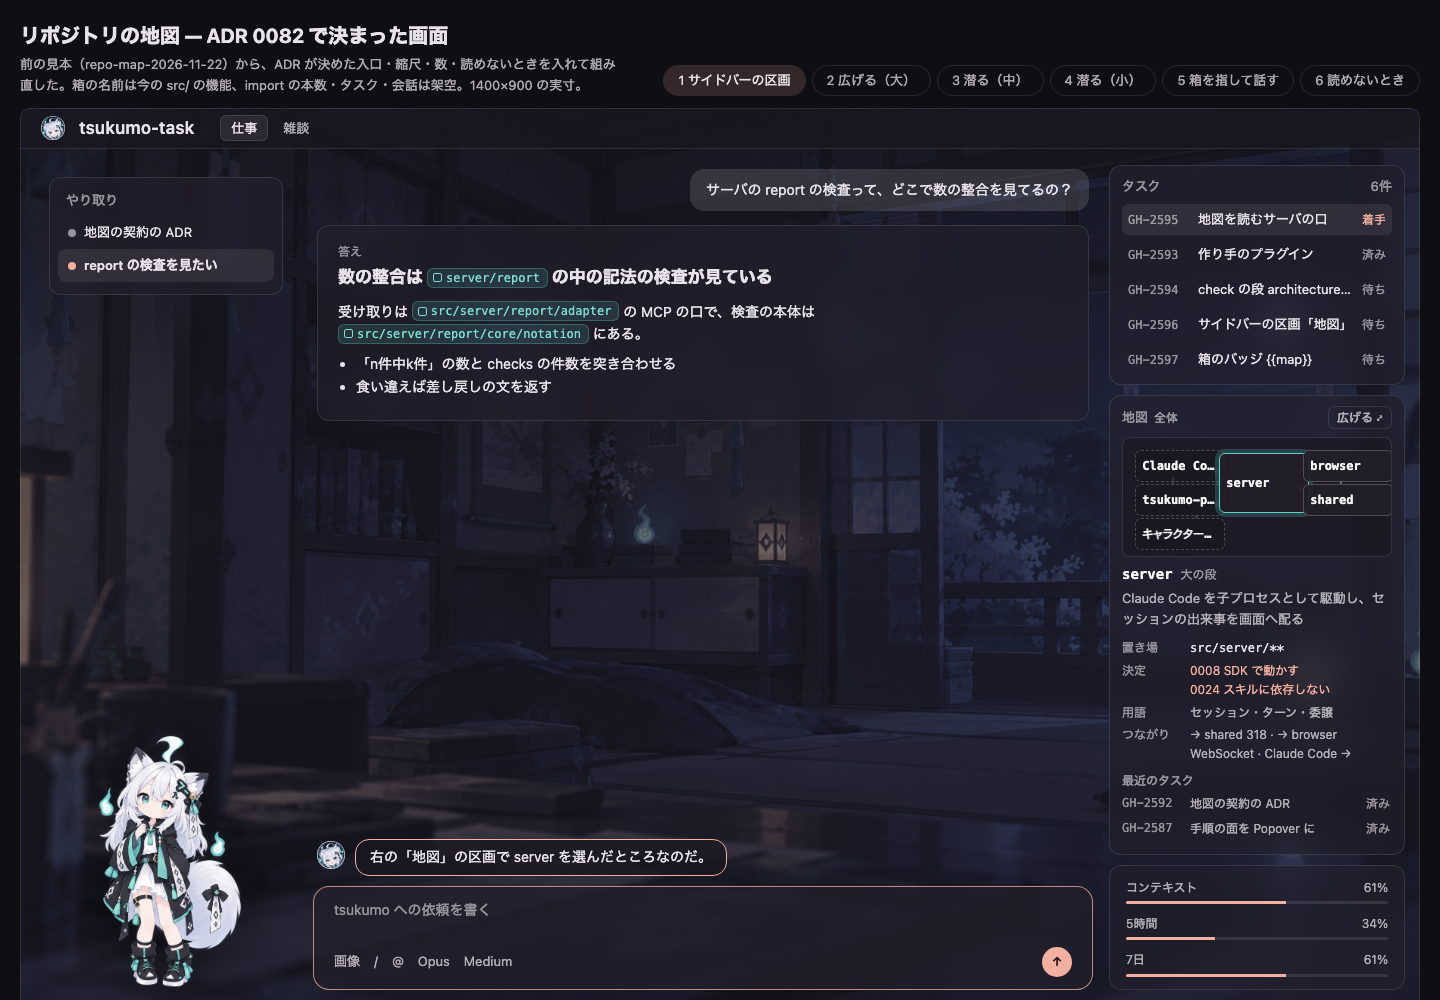 リポジトリの地図 — ADR 0082 で決まった画面
前の見本（repo-map-2026-11-22）から、ADR が決めた入口・縮尺・数・読めないときを入れて組み
直した。箱の名前は今の src/ の機能、import の本数・タスク・会話は架空。1400×900 の実寸。
1 サイドバーの区画
2 広げる（大）
3 潜る（中）
4 潜る（小）
5 箱を指して話す
6 読めないとき
tsukumo-task
仕事
雑談
やり取り
地図の契約の ADR
report の検査を見たい
サーバの report の検査って、どこで数の整合を見てるの？
答え
数の整合は server/report の中の記法の検査が見ている
受け取りは src/server/report/adapter の MCP の口で、検査の本体は
src/server/report/core/notation にある。
• 「n件中k件」の数と checks の件数を突き合わせる
• 食い違えば差し戻しの文を返す
右の「地図」の区画で server を選んだところなのだ。
tsukumo への依頼を書く
画像 / @ Opus Medium
タスク 6件
GH-2595 地図を読むサーバの口 着手
GH-2593 作り手のプラグイン 済み
GH-2594 check の段 architecture... 待ち
GH-2596 サイドバーの区画「地図」 待ち
GH-2597 箱のバッジ {{map}} 待ち
地図 全体 広げる ⤢
Claude Co…
server
browser
tsukumo-p…
shared
キャラクター…
server 大の段
Claude Code を子プロセスとして駆動し、セ
ッションの出来事を画面へ配る
置き場 src/server/**
決定 0008 SDK で動かす
0024 スキルに依存しない
用語 セッション・ターン・委譲
つながり → shared 318 · → browser
WebSocket · Claude Code →
最近のタスク
GH-2592 地図の契約の ADR 済み
GH-2587 手順の面を Popover に 済み
コンテキスト 61%
5時間 34%
7日 61%